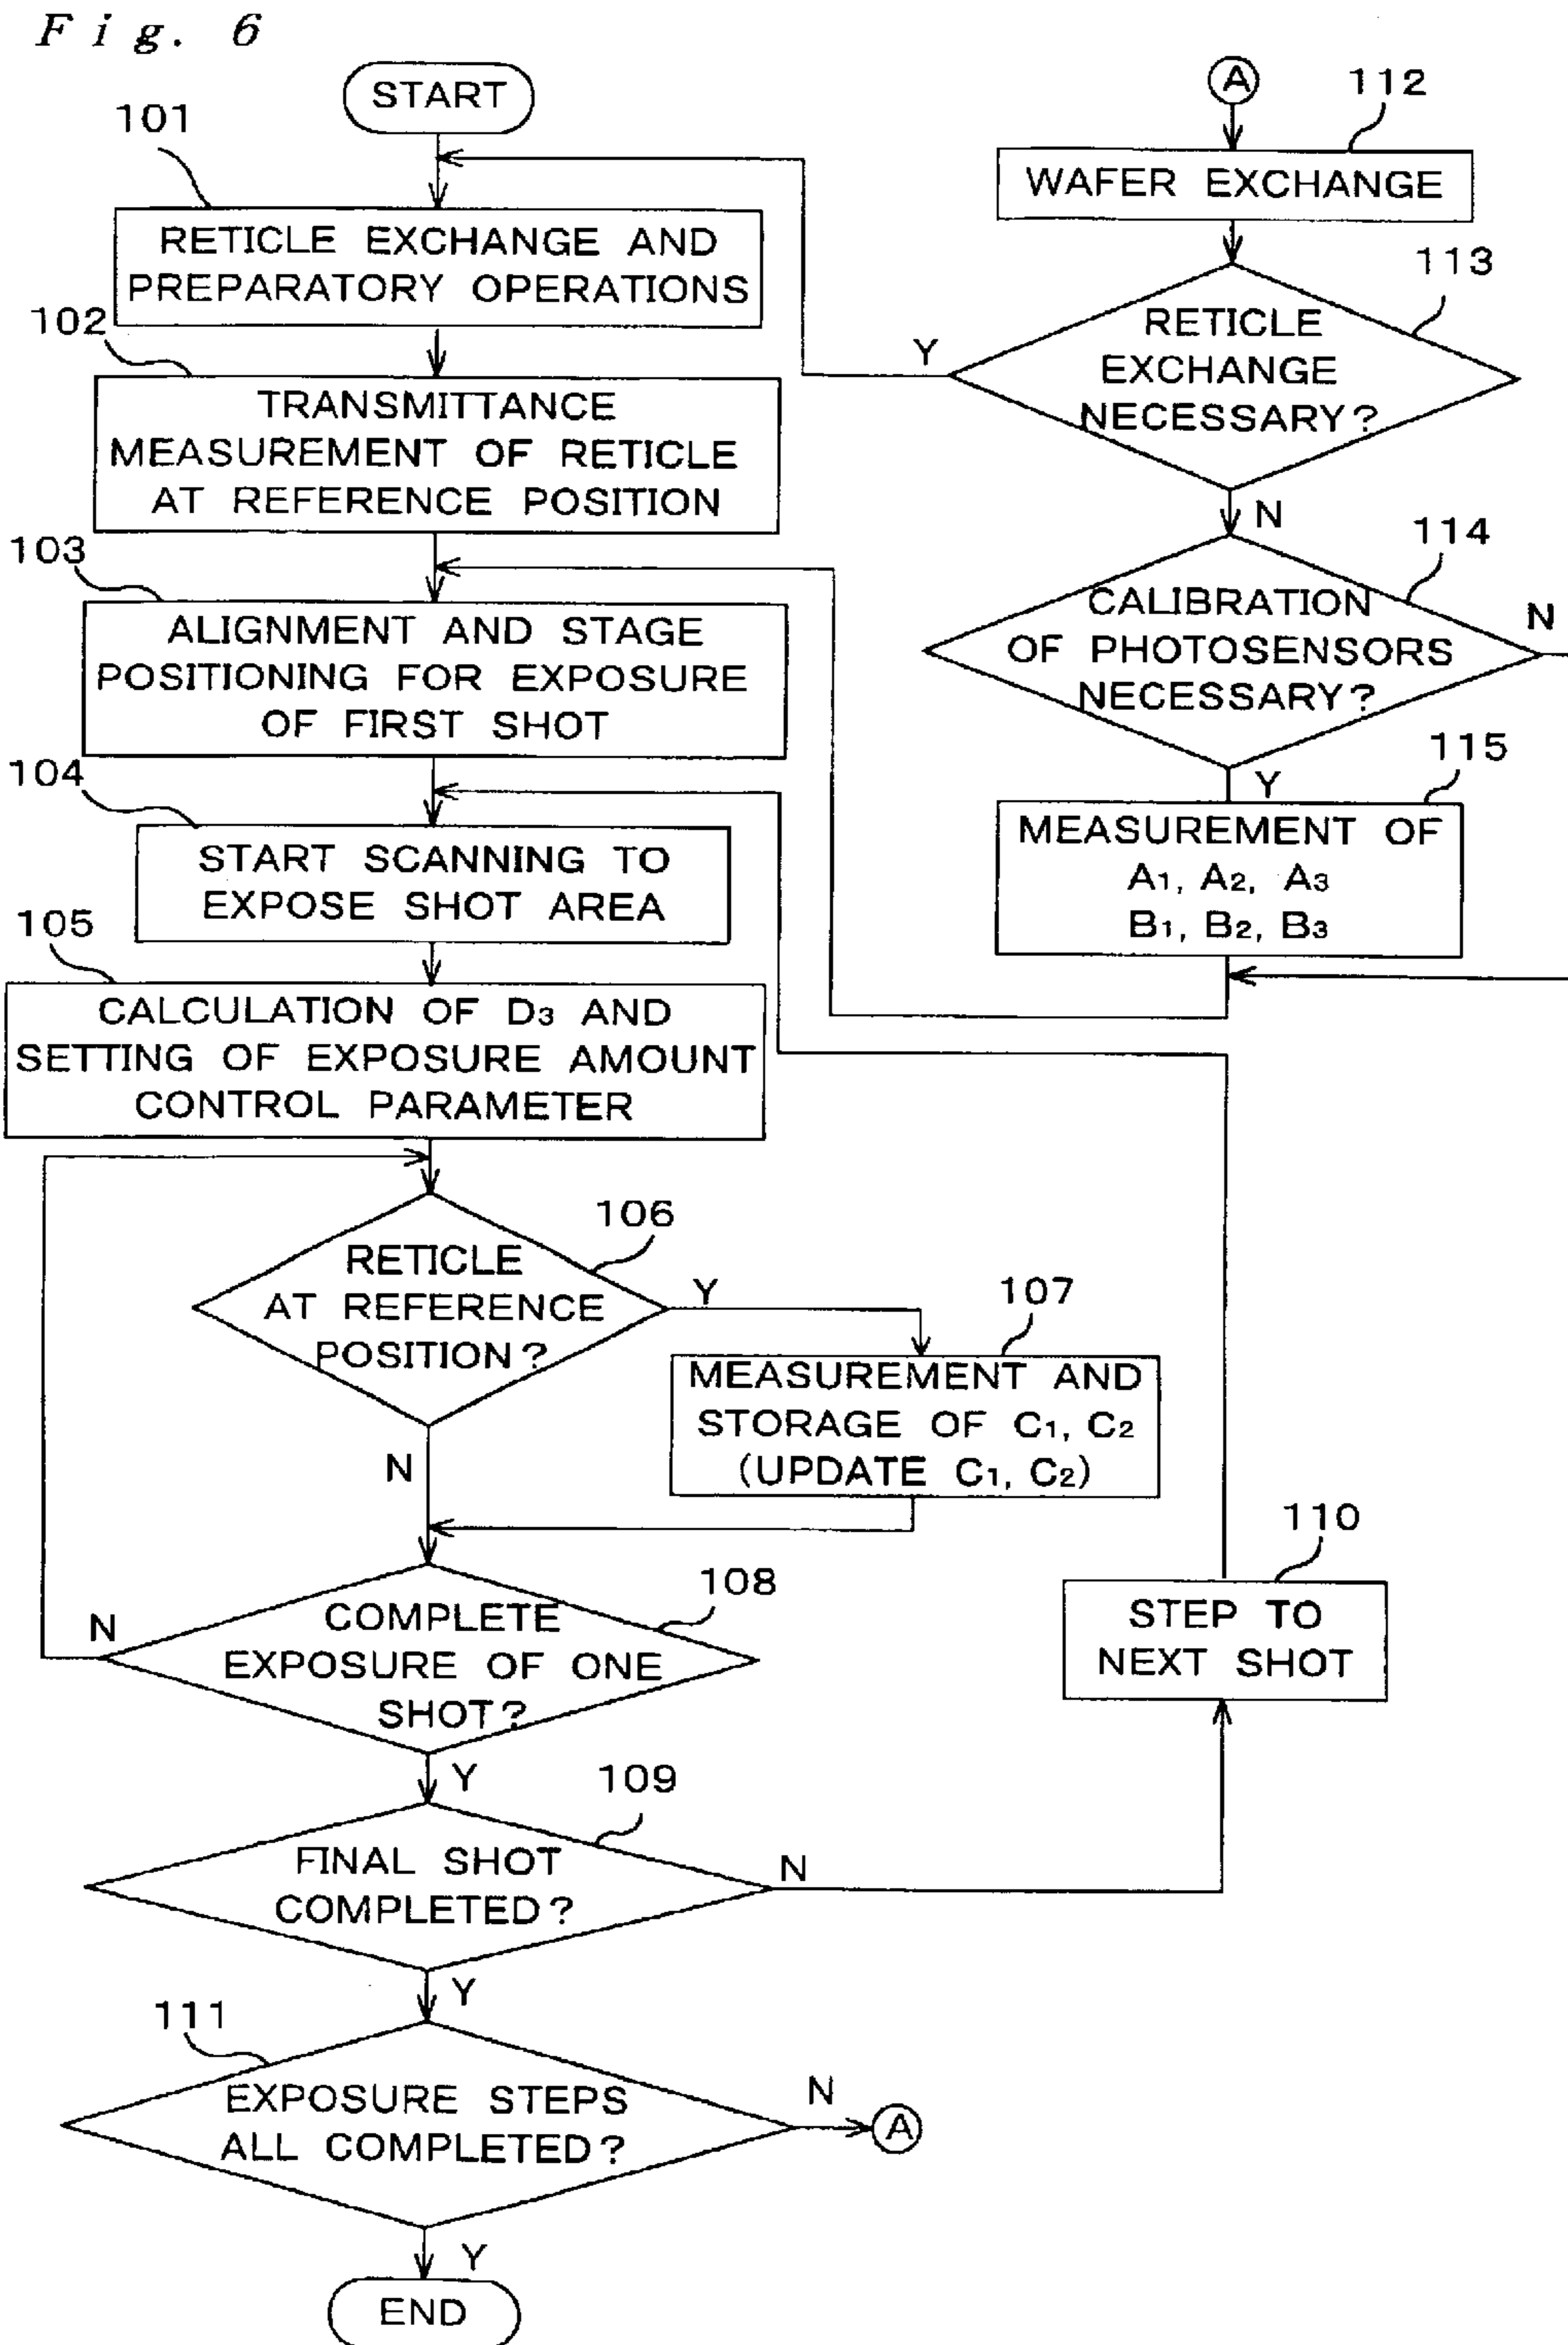 Fig. 6
START
101
RETICLE EXCHANGE AND
PREPARATORY OPERATIONS
102
TRANSMITTANCE
MEASUREMENT OF RETICLE
AT REFERENCE POSITION
103
ALIGNMENT AND STAGE
POSITIONING FOR EXPOSURE
OF FIRST SHOT
104
START SCANNING TO
EXPOSE SHOT AREA
105
CALCULATION OF D3 AND
SETTING OF EXPOSURE AMOUNT
CONTROL PARAMETER
106
RETICLE
AT REFERENCE
POSITION?
Y
N
107
MEASUREMENT AND
STORAGE OF C1, C2
(UPDATE C1, C2)
108
COMPLETE
EXPOSURE OF ONE
SHOT?
N
Y
109
FINAL SHOT
COMPLETED?
N
Y
110
STEP TO
NEXT SHOT
111
EXPOSURE STEPS
ALL COMPLETED?
N
A
Y
END
A
112
WAFER EXCHANGE
113
RETICLE
EXCHANGE
NECESSARY?
Y
N
114
CALIBRATION
OF PHOTOSENSORS
NECESSARY?
N
Y
115
MEASUREMENT OF
A1, A2, A3
B1, B2, B3